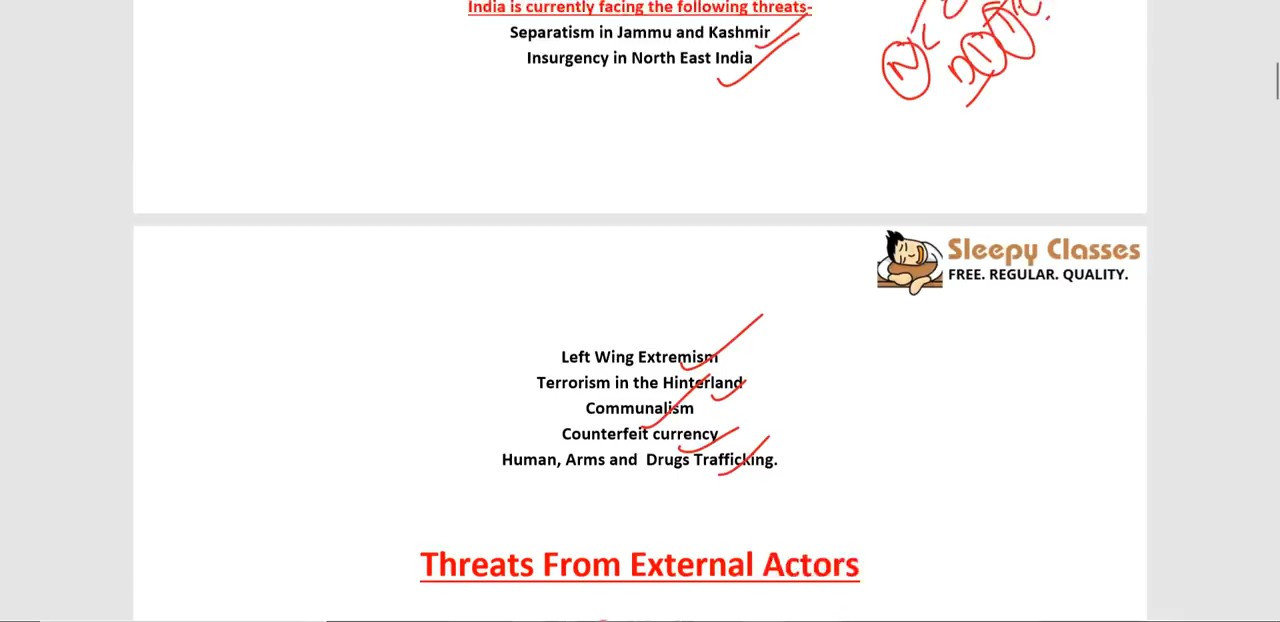 India is currently facing the following threats-
Separatism in Jammu and Kashmir
Insurgency in North East India
Sleepy Classes
FREE. REGULAR. QUALITY.
Left Wing Extremism
Terrorism in the Hinterland
Communalism
Counterfeit currency
Human, Arms and Drugs Trafficking.
Threats From External Actors